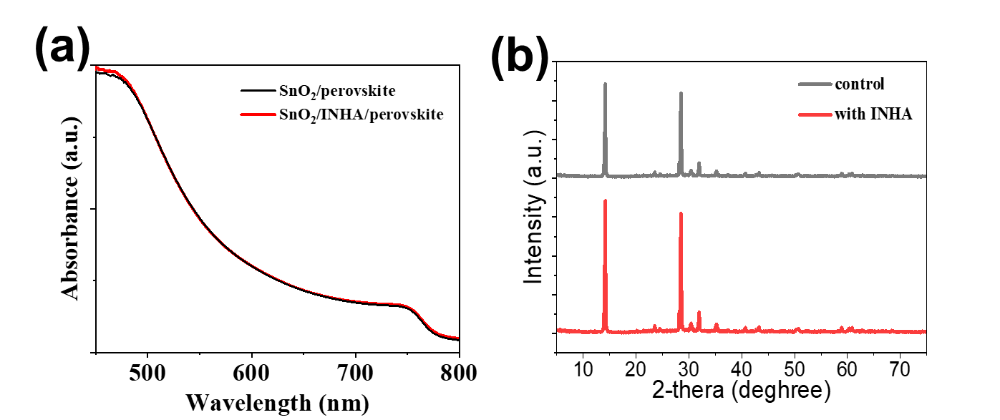 (a)
SnO2/perovskite
SnO2/INHA/perovskite
Absorbance (a.u.)
500 600 700 800
Wavelength (nm)
(b)
control
with INHA
Intensity (a.u.)
10 20 30 40 50 60 70
2-thera (deghree)